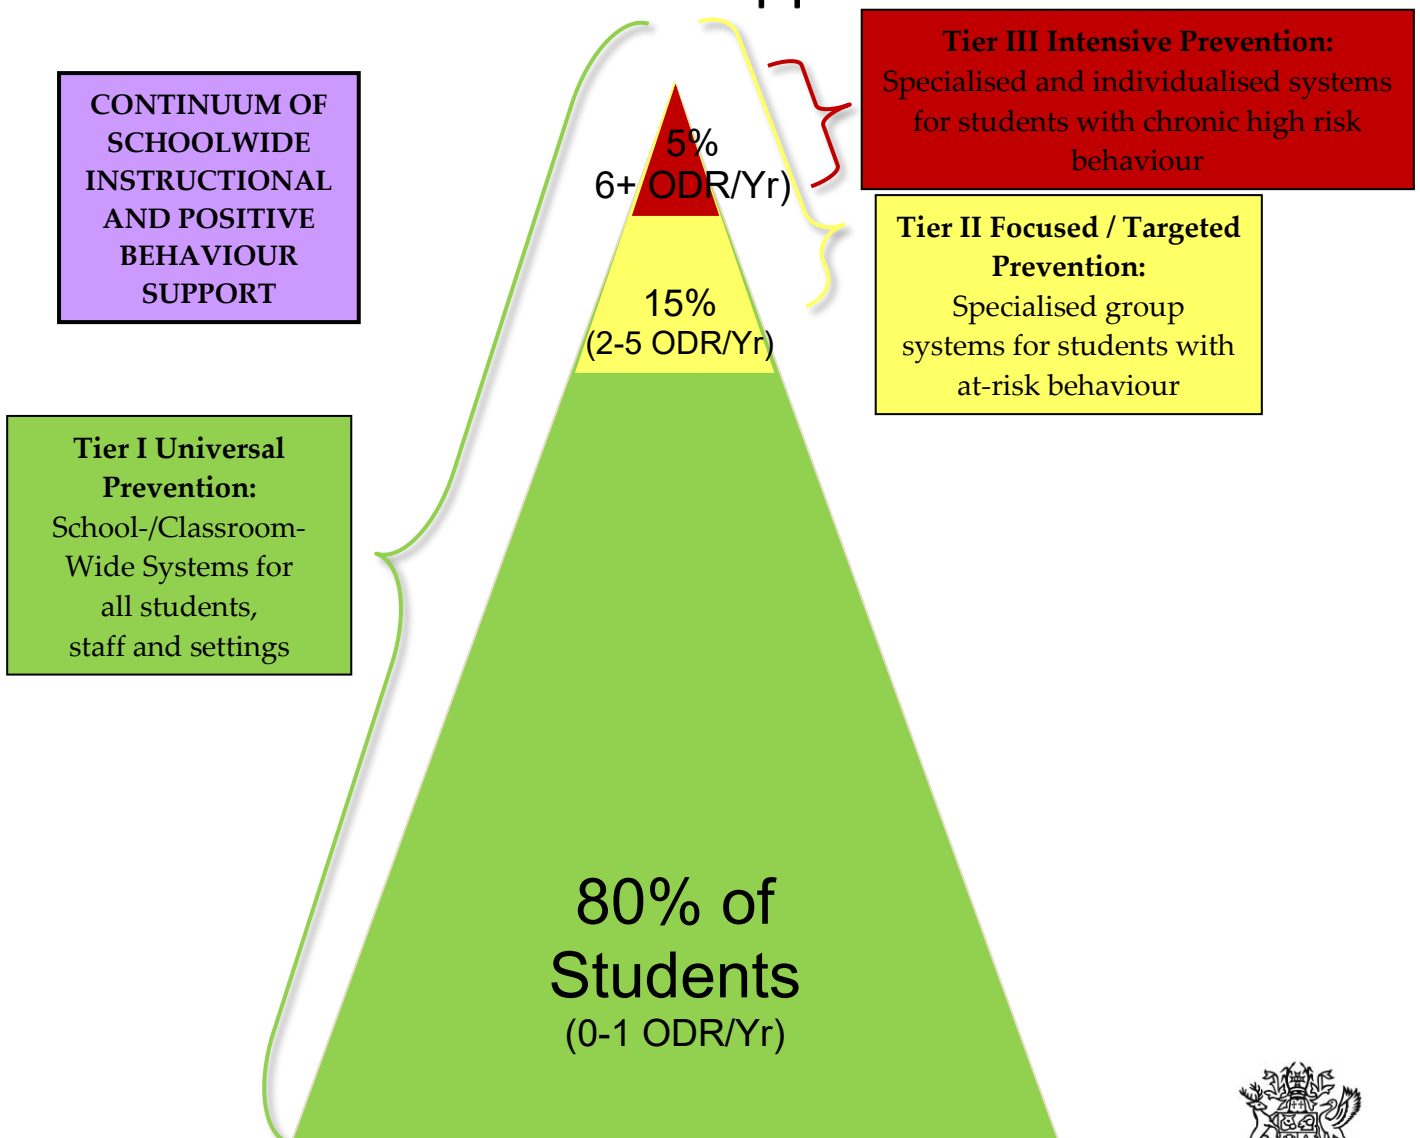 CONTINUUM OF
SCHOOLWIDE
INSTRUCTIONAL
AND POSITIVE
BEHAVIOUR
SUPPORT
Tier III Intensive Prevention:
Specialised and individualised systems
for students with chronic high risk
behaviour
5%
6+ ODR/Yr)
Tier II Focused / Targeted
Prevention:
Specialised group
systems for students with
at-risk behaviour
15%
(2-5 ODR/Yr)
Tier I Universal
Prevention:
School-/Classroom-
Wide Systems for
all students,
staff and settings
80% of
Students
(0-1 ODR/Yr)